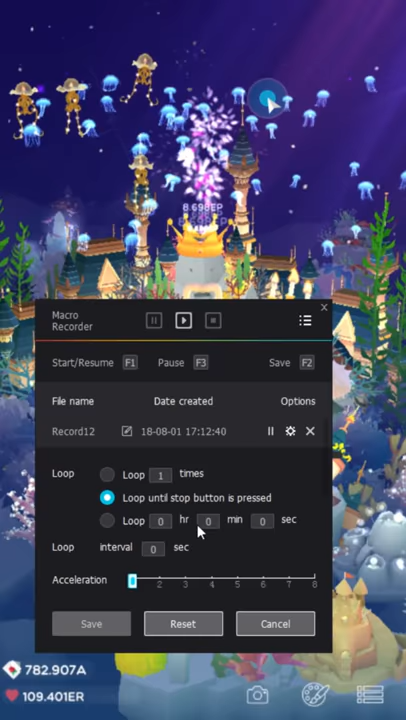 8.698EP
Macro
Recorder
Start/Resume F1 Pause F3 Save F2
File name Date created Options
Record12 18-08-01 17:12:40
Loop Loop 1 times
Loop until stop button is pressed
Loop 0 hr 0 min 0 sec
Loop interval 0 sec
Acceleration 2 3 4 5 6 7 8
Save Reset Cancel
782.907A
109.401ER